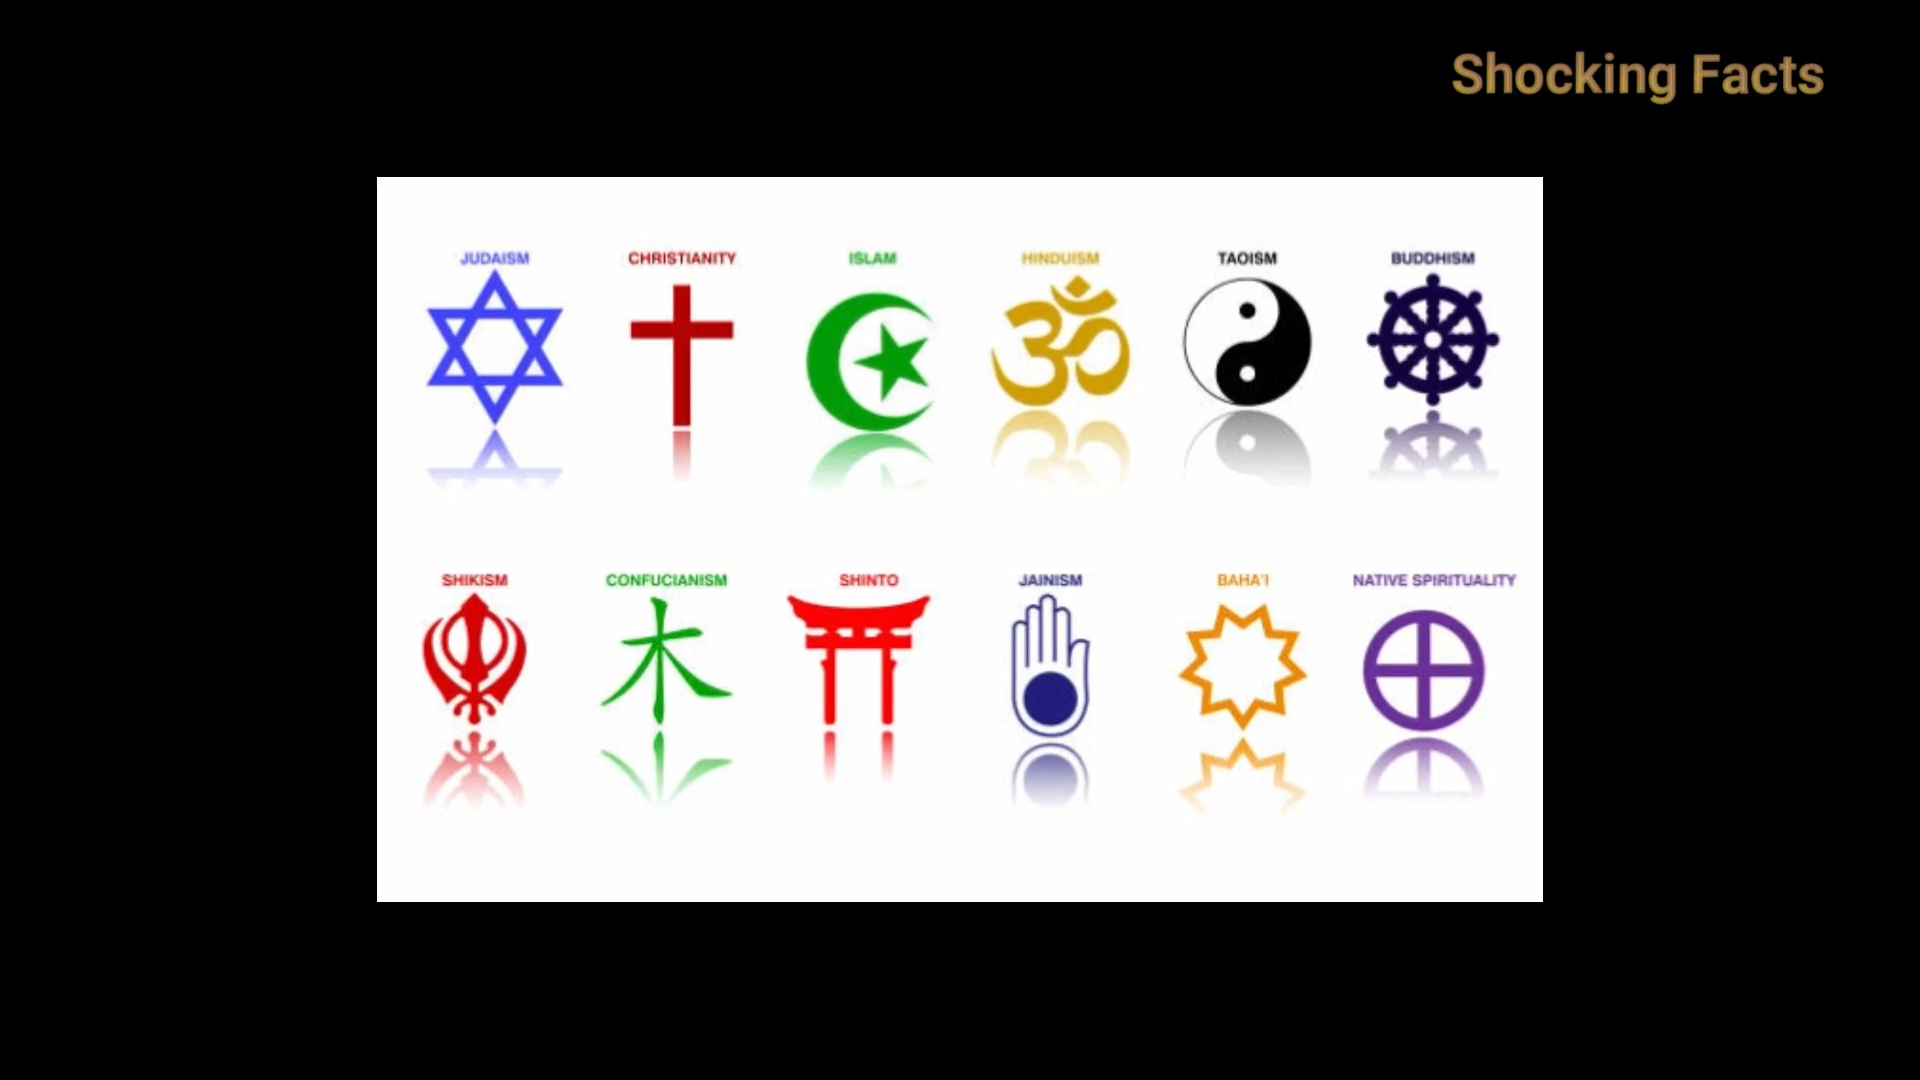 Shocking Facts
JUDAISM CHRISTIANITY ISLAM HINDUISM TAOISM BUDDHISM
SHIKISM CONFUCIANISM SHINTO JAINISM BAHA'I NATIVE SPIRITUALITY